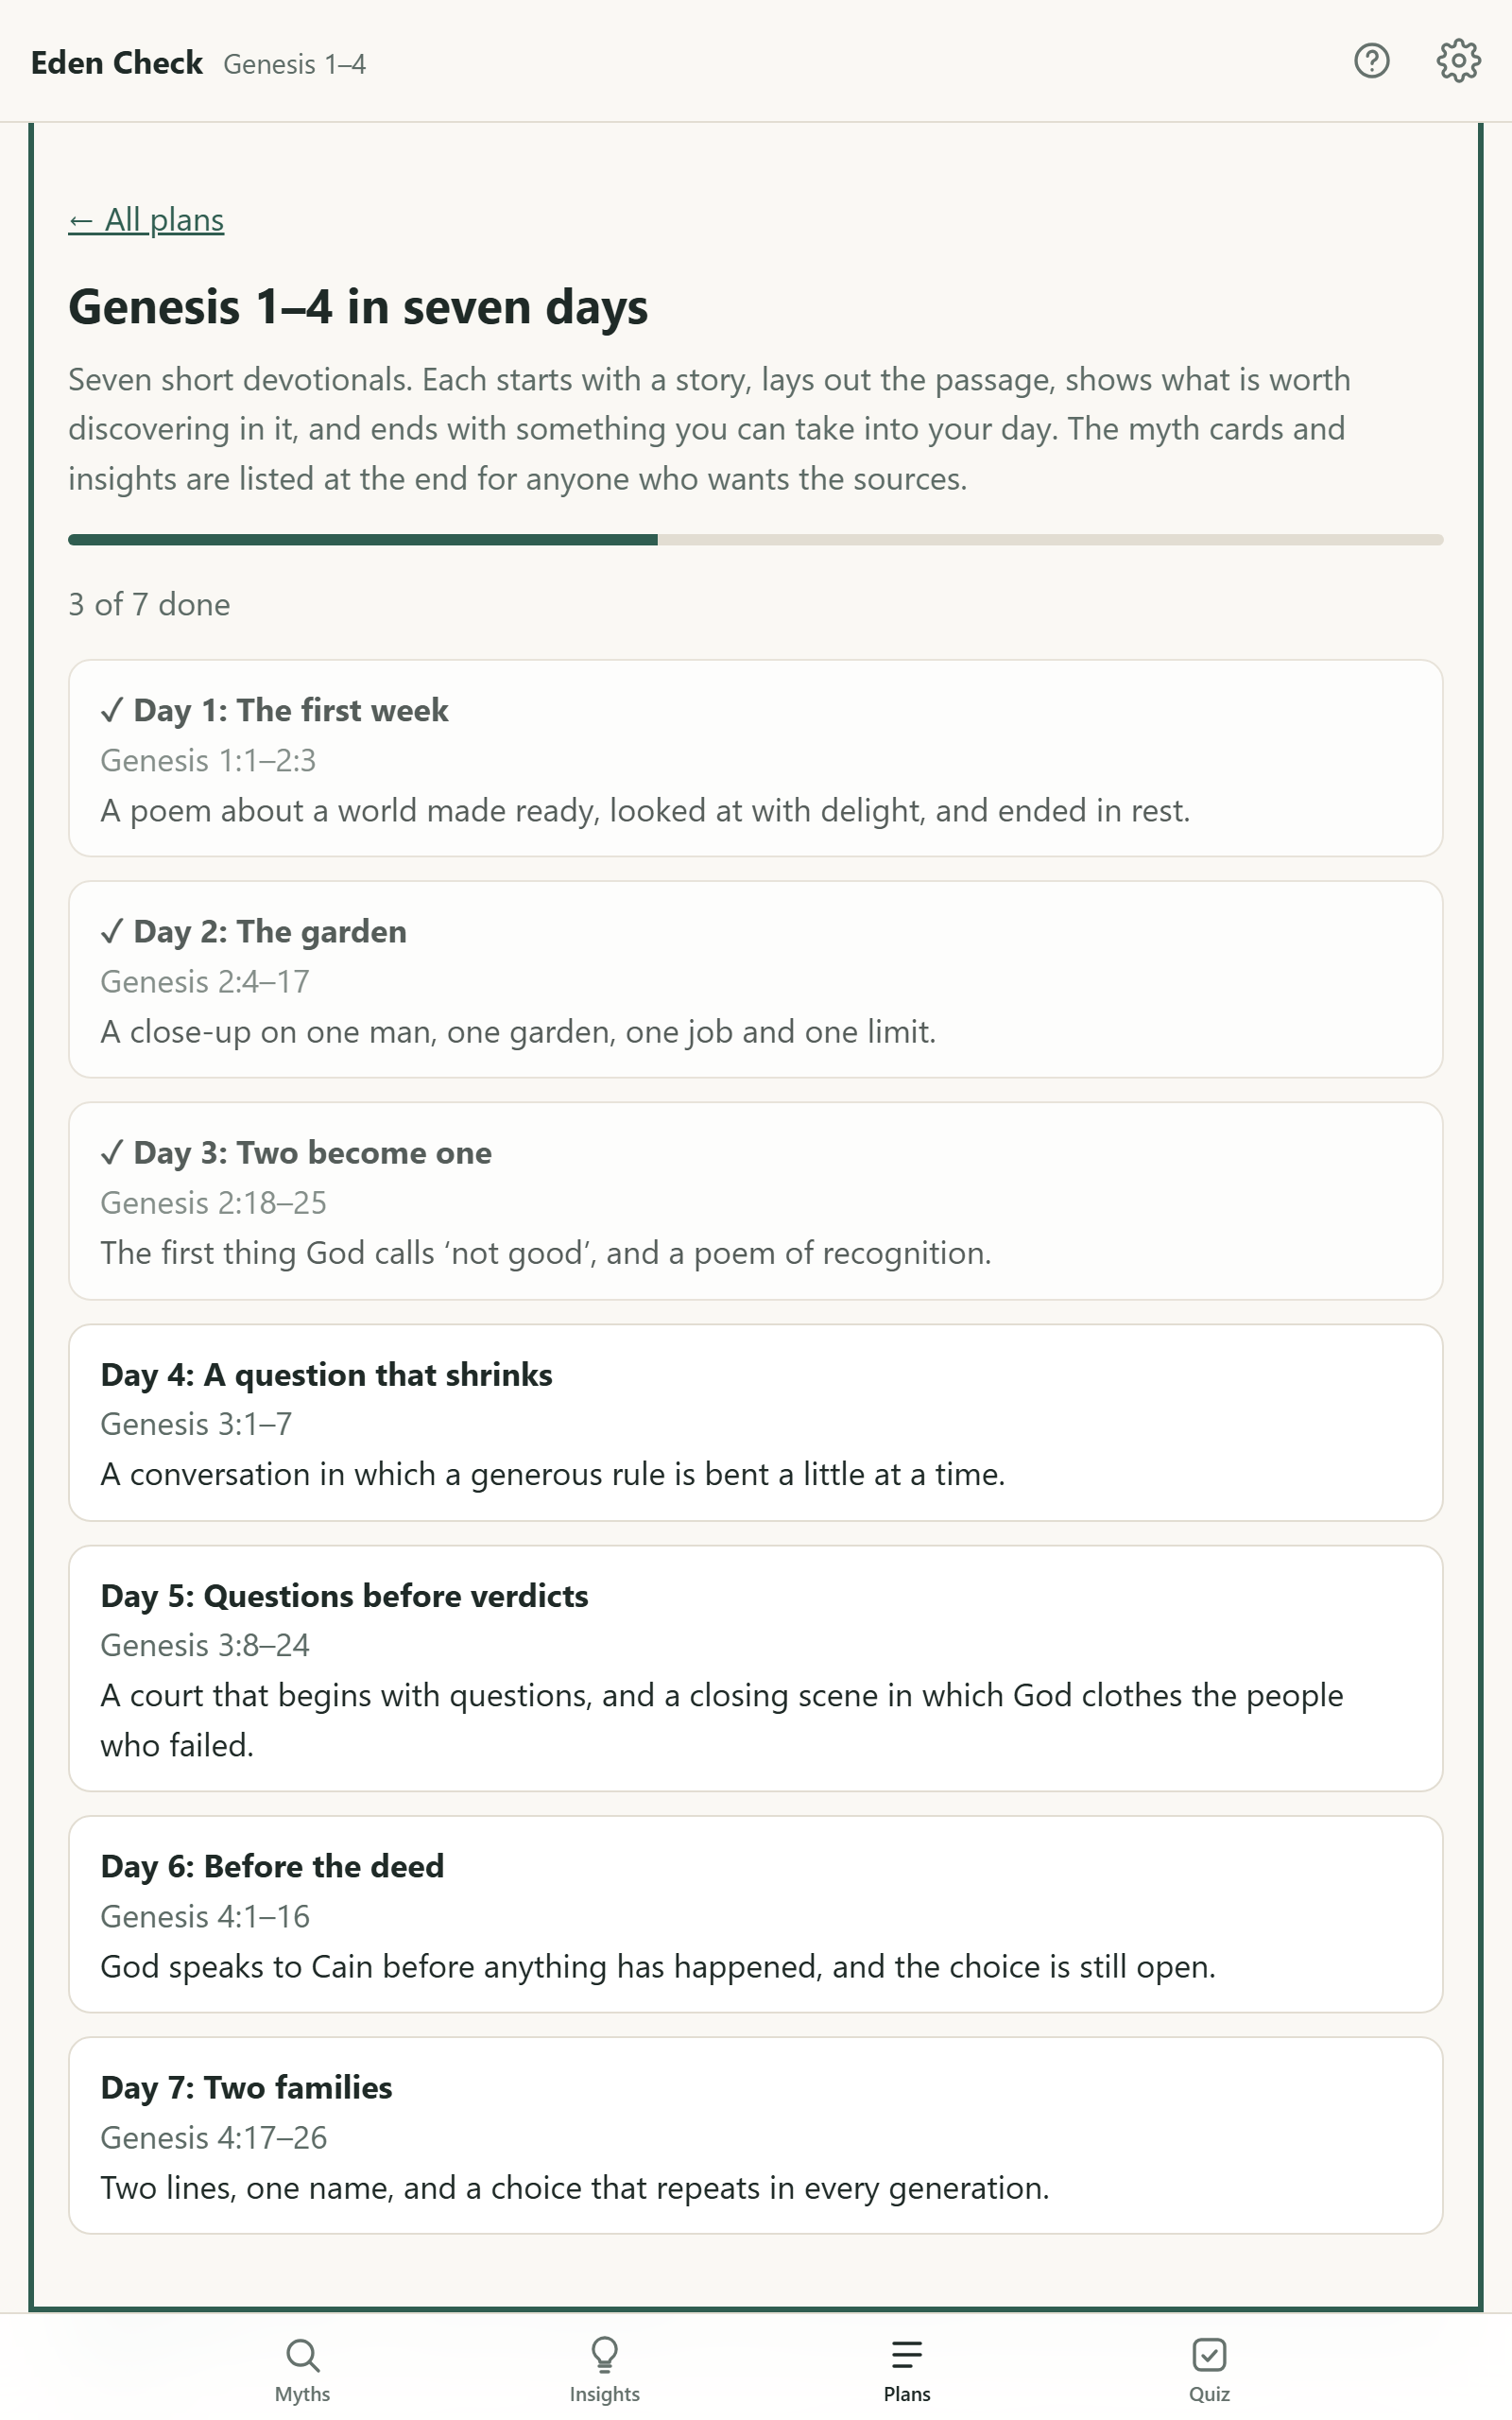 Eden Check Genesis 1–4
← All plans
Genesis 1–4 in seven days
Seven short devotionals. Each starts with a story, lays out the passage, shows what is worth
discovering in it, and ends with something you can take into your day. The myth cards and
insights are listed at the end for anyone who wants the sources.
3 of 7 done
✓ Day 1: The first week
Genesis 1:1–2:3
A poem about a world made ready, looked at with delight, and ended in rest.
✓ Day 2: The garden
Genesis 2:4–17
A close-up on one man, one garden, one job and one limit.
✓ Day 3: Two become one
Genesis 2:18–25
The first thing God calls ‘not good’, and a poem of recognition.
Day 4: A question that shrinks
Genesis 3:1–7
A conversation in which a generous rule is bent a little at a time.
Day 5: Questions before verdicts
Genesis 3:8–24
A court that begins with questions, and a closing scene in which God clothes the people
who failed.
Day 6: Before the deed
Genesis 4:1–16
God speaks to Cain before anything has happened, and the choice is still open.
Day 7: Two families
Genesis 4:17–26
Two lines, one name, and a choice that repeats in every generation.
Myths Insights Plans Quiz